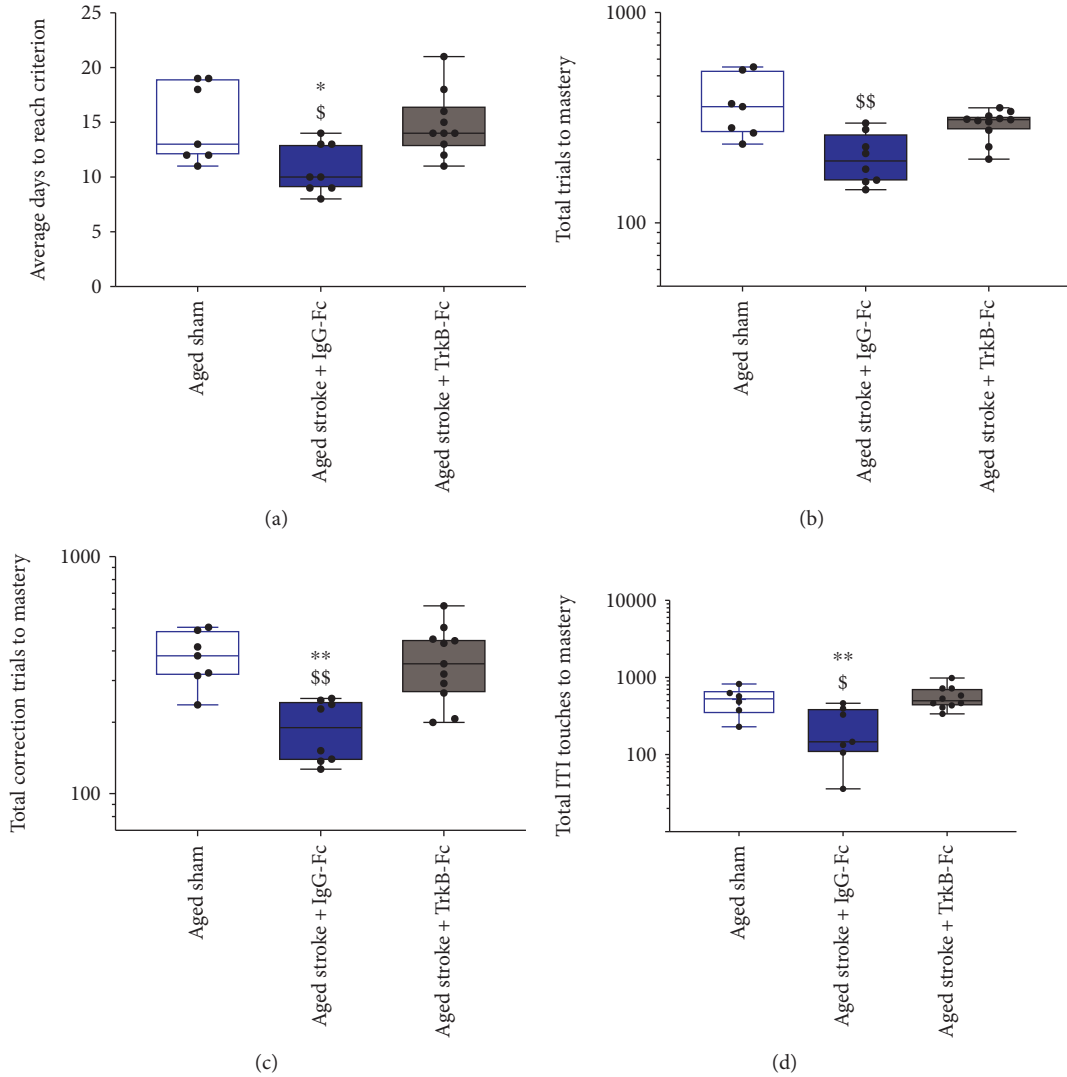 Average days to reach criterion
25
20
15
10
5
0
*
$
Aged sham
Aged stroke + IgG-Fc
Aged stroke + TrkB-Fc
(a)
Total trials to mastery
1000
100
$$
Aged sham
Aged stroke + IgG-Fc
Aged stroke + TrkB-Fc
(b)
Total correction trials to mastery
1000
100
**
$$
Aged sham
Aged stroke + IgG-Fc
Aged stroke + TrkB-Fc
(c)
Total ITI touches to mastery
10000
1000
100
**
$
Aged sham
Aged stroke + IgG-Fc
Aged stroke + TrkB-Fc
(d)